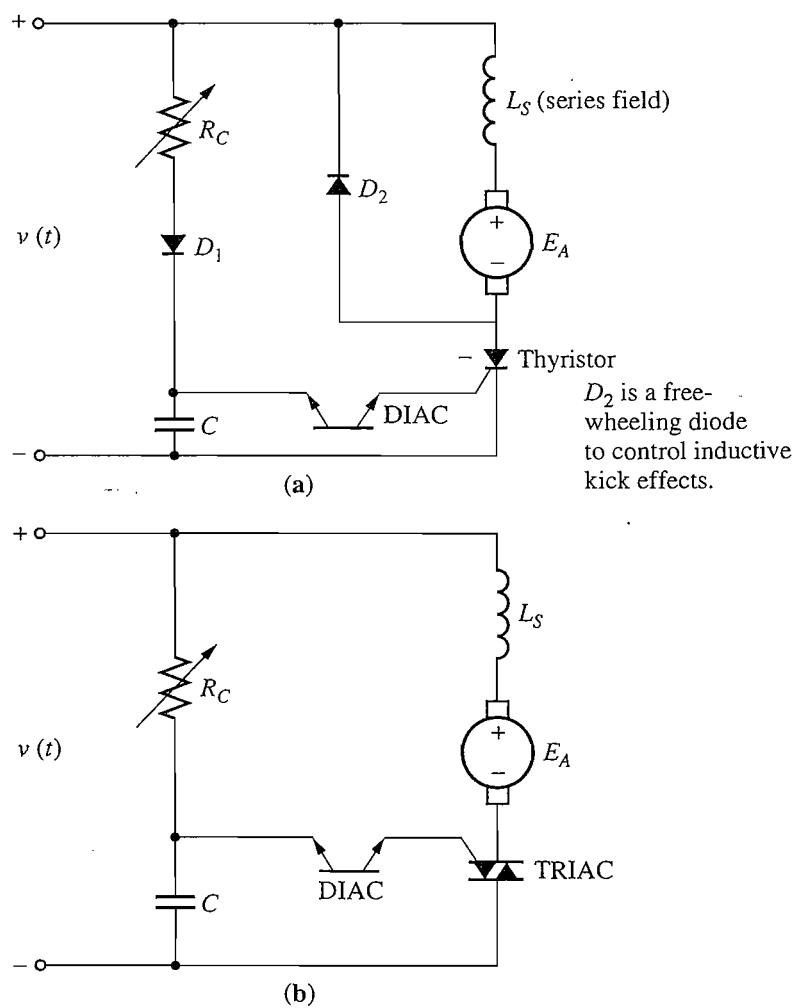 +
L_S (series field)
R_C
D_2
v (t)
D_1
+
E_A
−
− Thyristor
D_2 is a free-
wheeling diode
to control inductive
kick effects.
DIAC
C
−
(a)
+
L_S
R_C
v (t)
+
E_A
−
DIAC
TRIAC
C
−
(b)